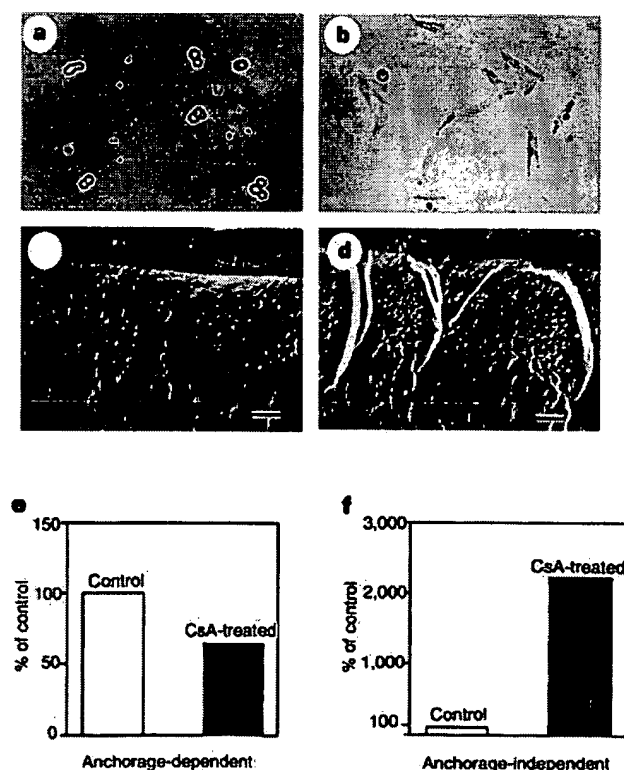 a
b
d
e
f
150
100
50
0
% of control
Control
CsA-treated
Anchorage-dependent
3,000
2,000
1,000
100
% of control
Control
CsA-treated
Anchorage-independent